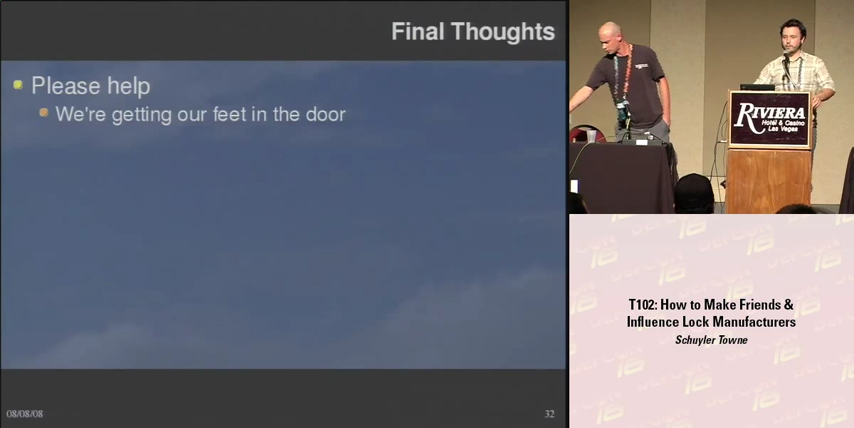 Final Thoughts
Please help
We're getting our feet in the door
08/08/08
32
RIVIERA
Hotel & Casino
Las Vegas
T102: How to Make Friends &
Influence Lock Manufacturers
Schuyler Towne